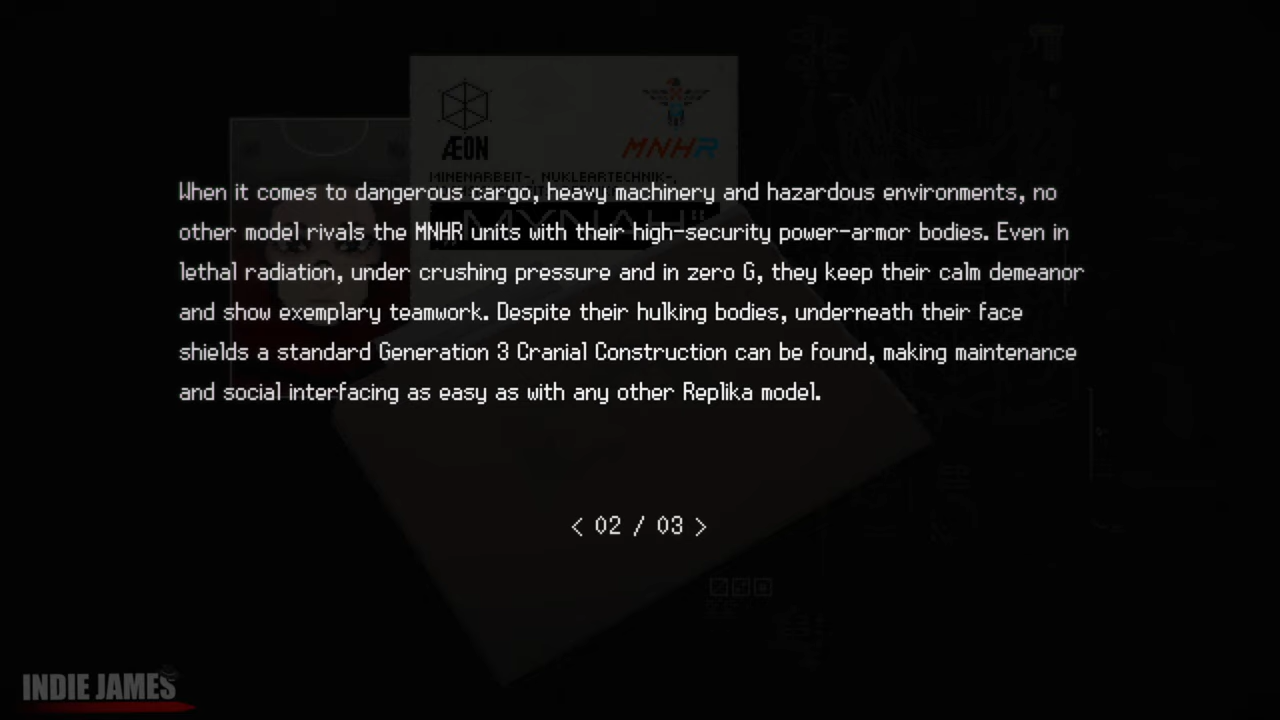 ÆON
MNHR
MINENARBEIT-, NUKLEARTECHNIK-,
"MYNAH"
When it comes to dangerous cargo, heavy machinery and hazardous environments, no
other model rivals the MNHR units with their high-security power-armor bodies. Even in
lethal radiation, under crushing pressure and in zero G, they keep their calm demeanor
and show exemplary teamwork. Despite their hulking bodies, underneath their face
shields a standard Generation 3 Cranial Construction can be found, making maintenance
and social interfacing as easy as with any other Replika model.
< 02 / 03 >
INDIE JAMES